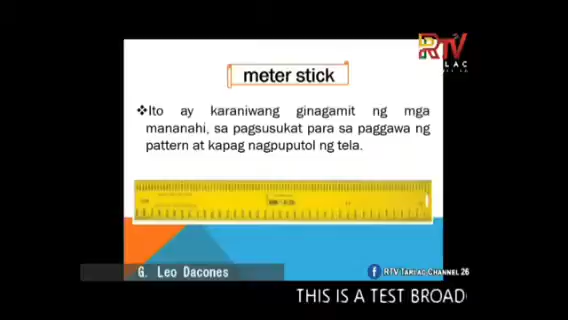 RTV
meter stick
❖Ito ay karaniwang ginagamit ng mga
mananahi, sa pagsusukat para sa paggawa ng
pattern at kapag nagpuputol ng tela.
G. Leo Dacones
RTV TARLAC CHANNEL 26
THIS IS A TEST BROAD